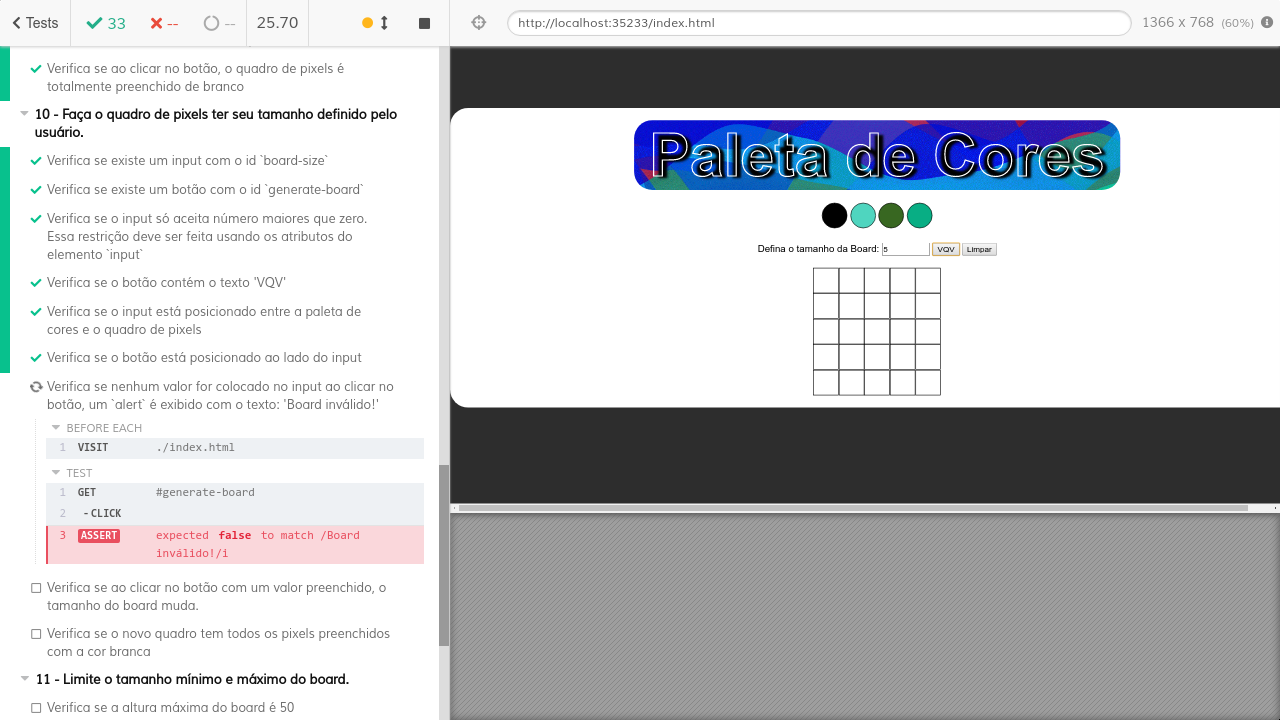 Tests
33
--
--
25.70
http://localhost:35233/index.html
1366 x 768 (60%)
Verifica se ao clicar no botão, o quadro de pixels é
totalmente preenchido de branco
10 - Faça o quadro de pixels ter seu tamanho definido pelo
usuário.
Verifica se existe um input com o id `board-size`
Verifica se existe um botão com o id `generate-board`
Verifica se o input só aceita número maiores que zero.
Essa restrição deve ser feita usando os atributos do
elemento `input`
Verifica se o botão contém o texto 'VQV'
Verifica se o input está posicionado entre a paleta de
cores e o quadro de pixels
Verifica se o botão está posicionado ao lado do input
Verifica se nenhum valor for colocado no input ao clicar no
botão, um `alert` é exibido com o texto: 'Board inválido!'
BEFORE EACH
1 VISIT ./index.html
TEST
1 GET #generate-board
2 -CLICK
3 ASSERT expected false to match /Board
inválido!/i
Verifica se ao clicar no botão com um valor preenchido, o
tamanho do board muda.
Verifica se o novo quadro tem todos os pixels preenchidos
com a cor branca
11 - Limite o tamanho mínimo e máximo do board.
Verifica se a altura máxima do board é 50
Paleta de Cores
Defina o tamanho da Board: 5 VQV Limpar